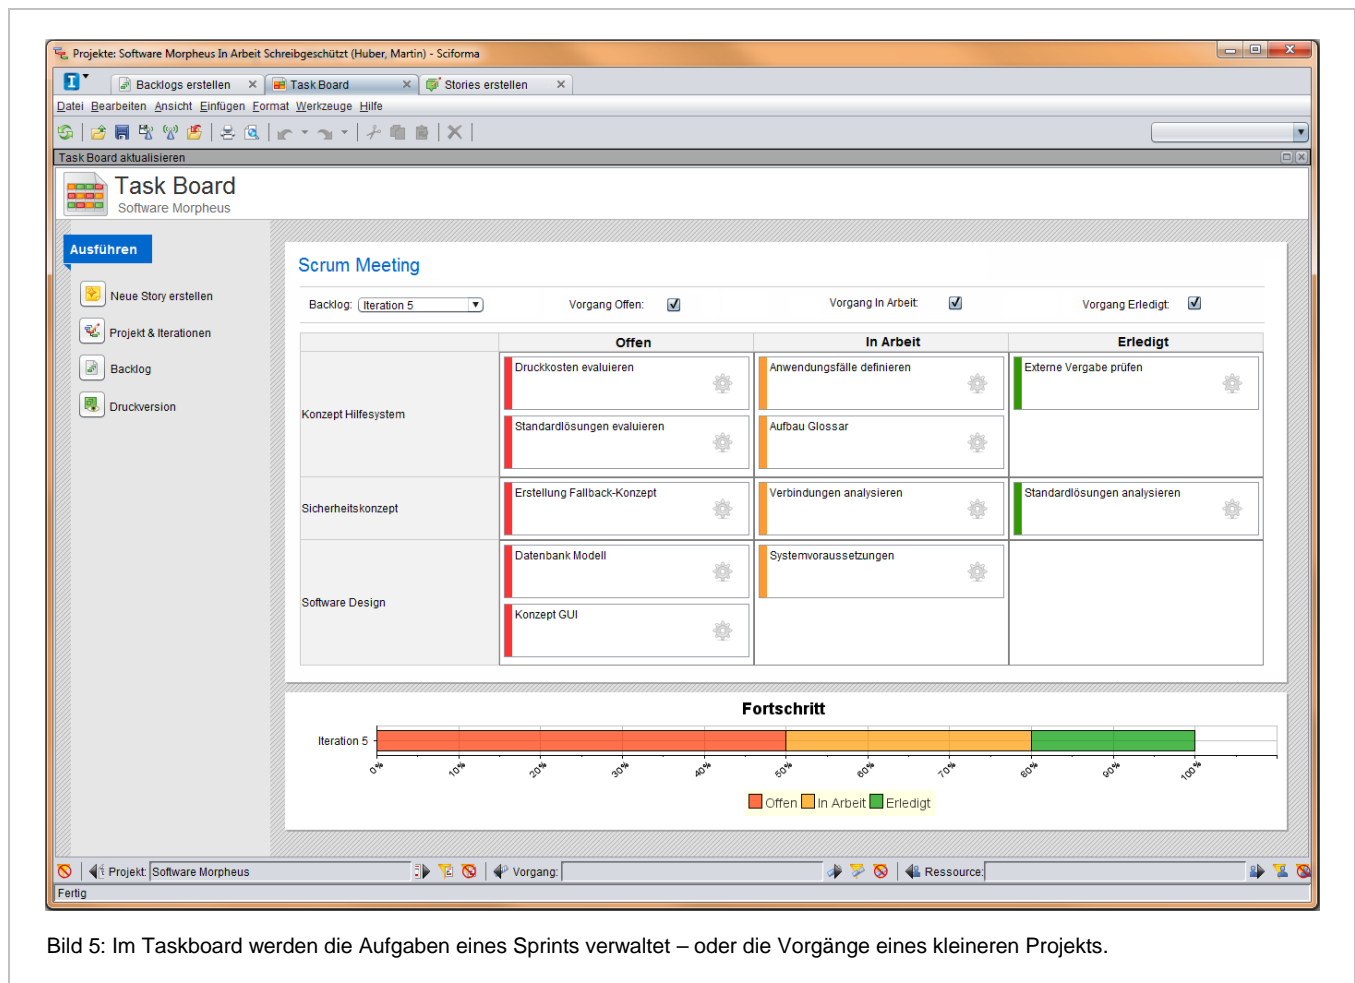 Projekte: Software Morpheus In Arbeit Schreibgeschützt (Huber, Martin) - Sciforma
Backlogs erstellen Task Board Stories erstellen
Datei Bearbeiten Ansicht Einfügen Format Werkzeuge Hilfe
Task Board aktualisieren
Task Board
Software Morpheus
Ausführen
Neue Story erstellen
Projekt & Iterationen
Backlog
Druckversion
Scrum Meeting
Backlog: Iteration 5 Vorgang Offen: Vorgang In Arbeit: Vorgang Erledigt:
Offen In Arbeit Erledigt
Konzept Hilfesystem
Druckkosten evaluieren Anwendungsfälle definieren Externe Vergabe prüfen
Standardlösungen evaluieren Aufbau Glossar
Sicherheitskonzept
Erstellung Fallback-Konzept Verbindungen analysieren Standardlösungen analysieren
Software Design
Datenbank Modell Systemvoraussetzungen
Konzept GUI
Fortschritt
Iteration 5
0% 10% 20% 30% 40% 50% 60% 70% 80% 90% 100%
Offen In Arbeit Erledigt
Projekt: Software Morpheus Vorgang: Ressource:
Fertig
Bild 5: Im Taskboard werden die Aufgaben eines Sprints verwaltet – oder die Vorgänge eines kleineren Projekts.